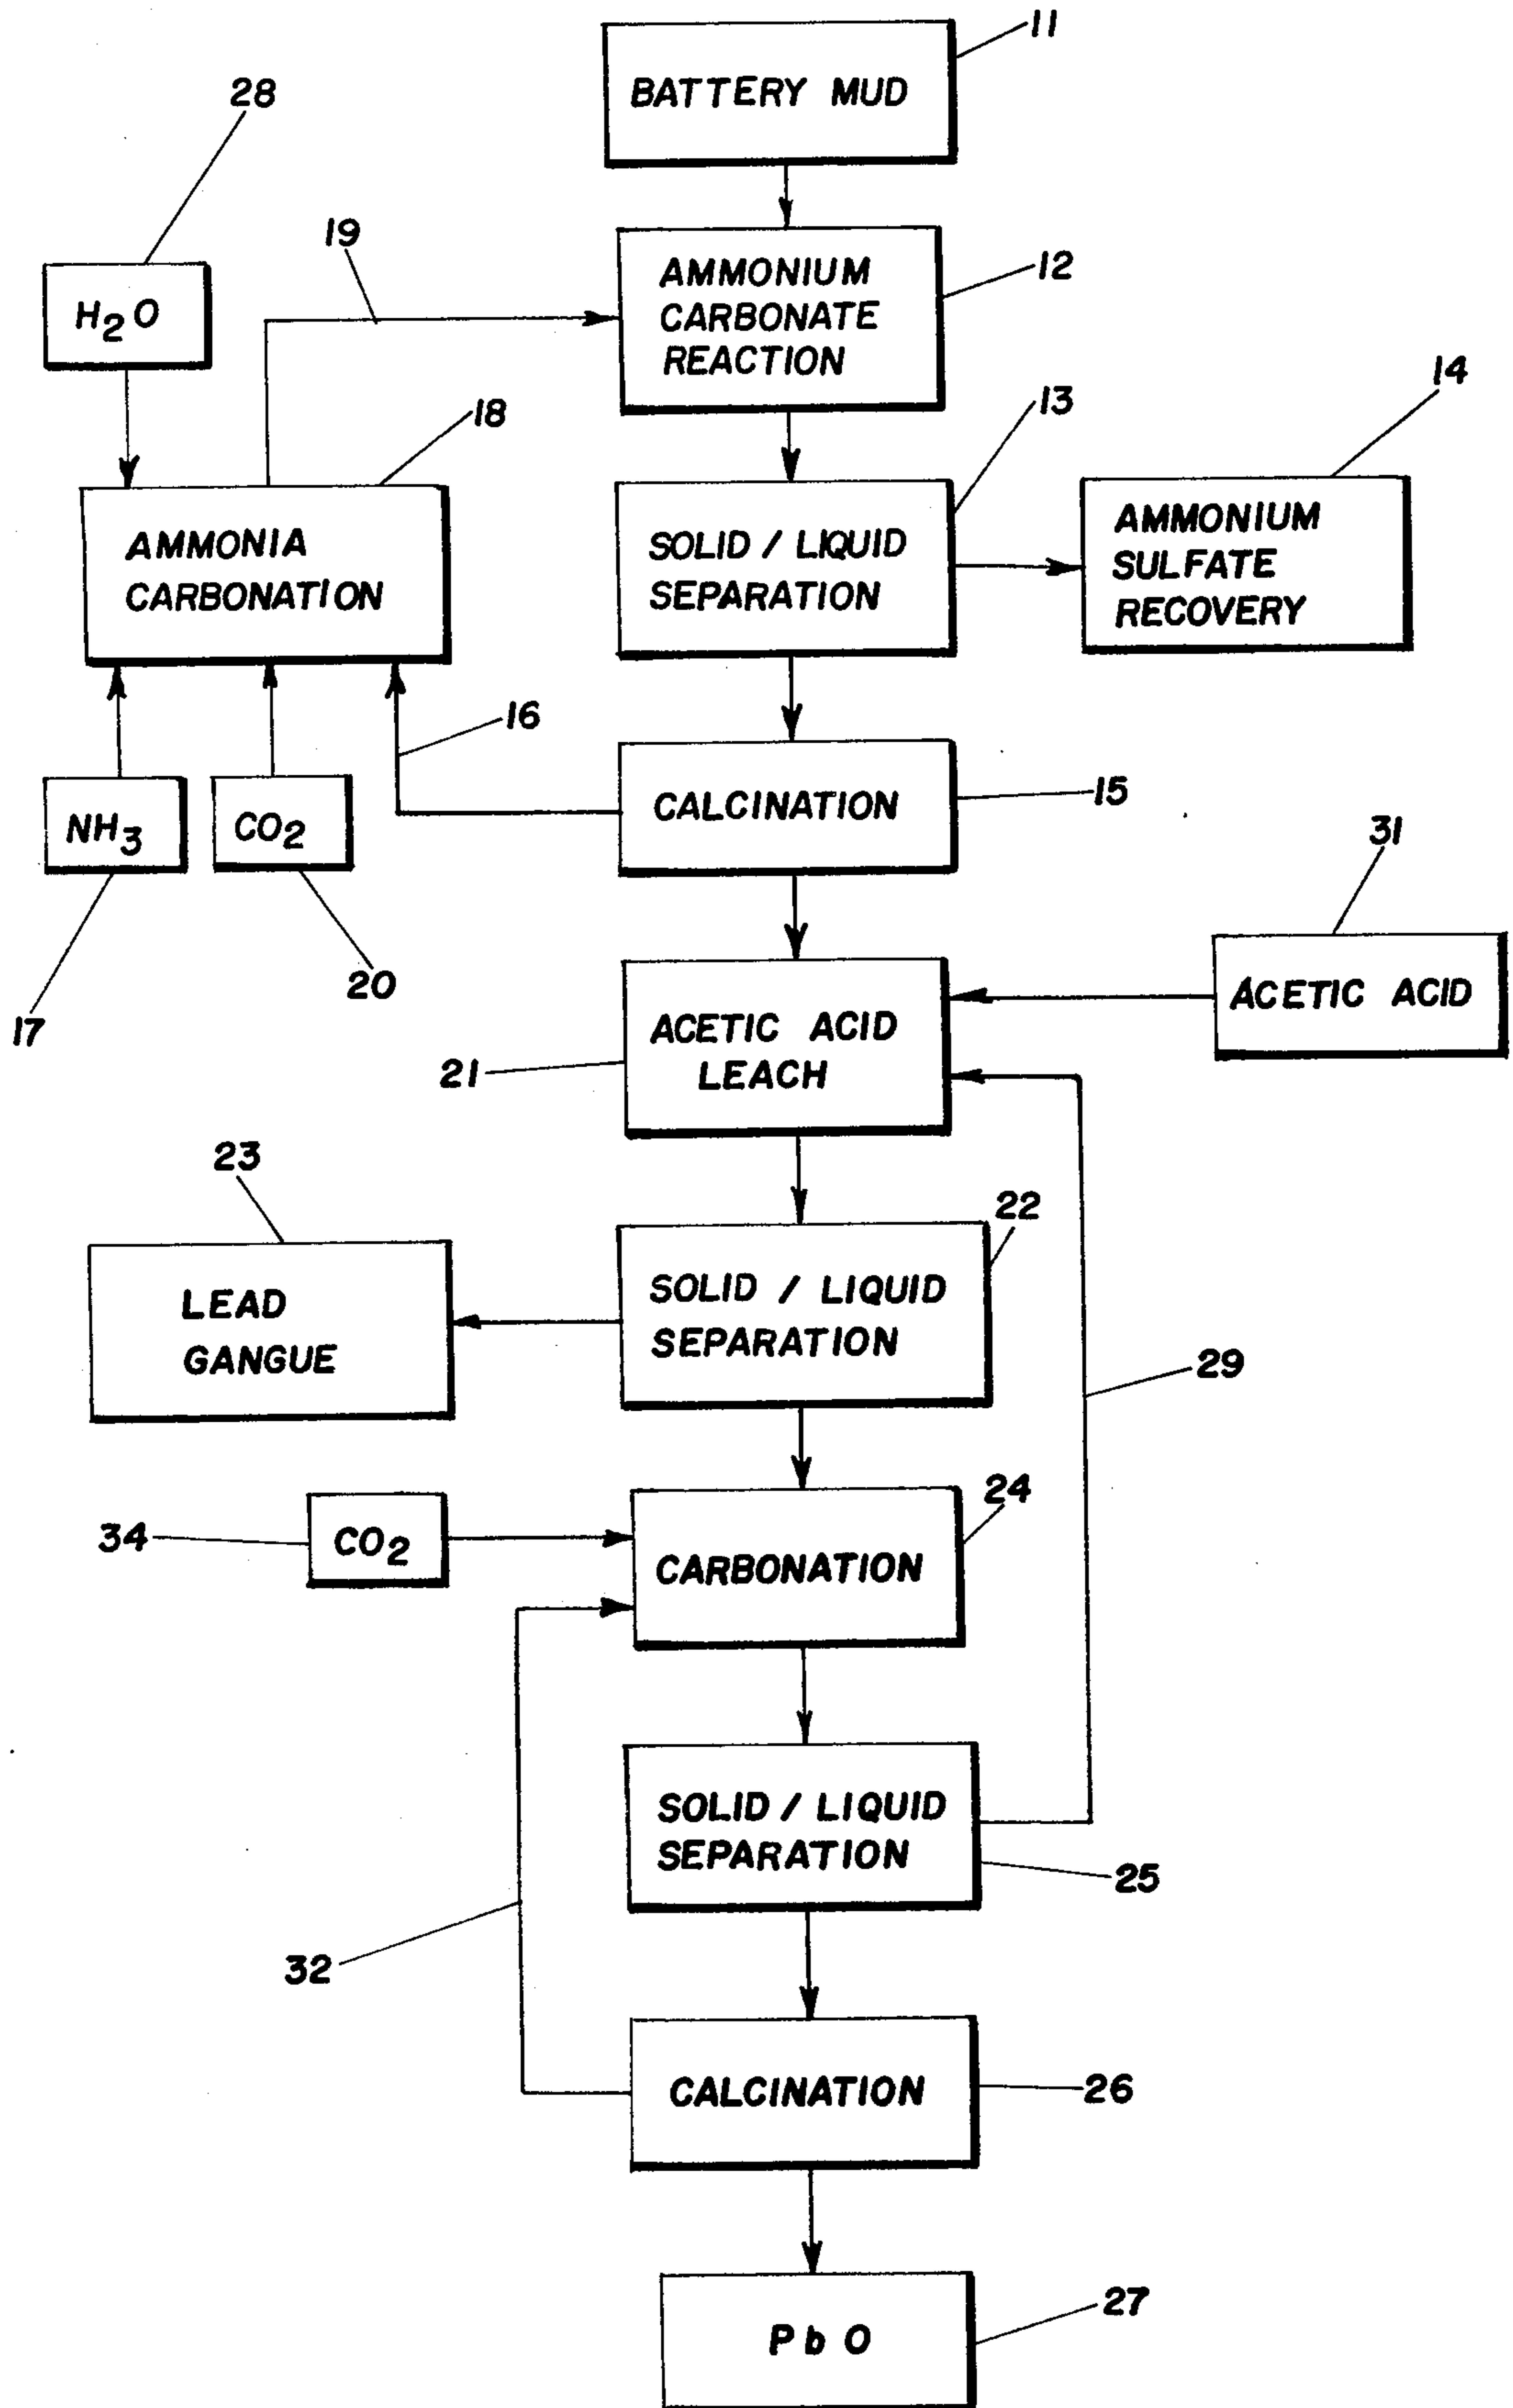 11
BATTERY MUD
28
19
H₂O
AMMONIUM
CARBONATE
REACTION
12
14
13
18
AMMONIA
CARBONATION
SOLID / LIQUID
SEPARATION
AMMONIUM
SULFATE
RECOVERY
16
NH₃
CO₂
CALCINATION
15
31
17
20
ACETIC ACID
LEACH
ACETIC ACID
21
23
22
LEAD
GANGUE
SOLID / LIQUID
SEPARATION
29
24
34
CO₂
CARBONATION
SOLID / LIQUID
SEPARATION
25
32
CALCINATION
26
27
PbO